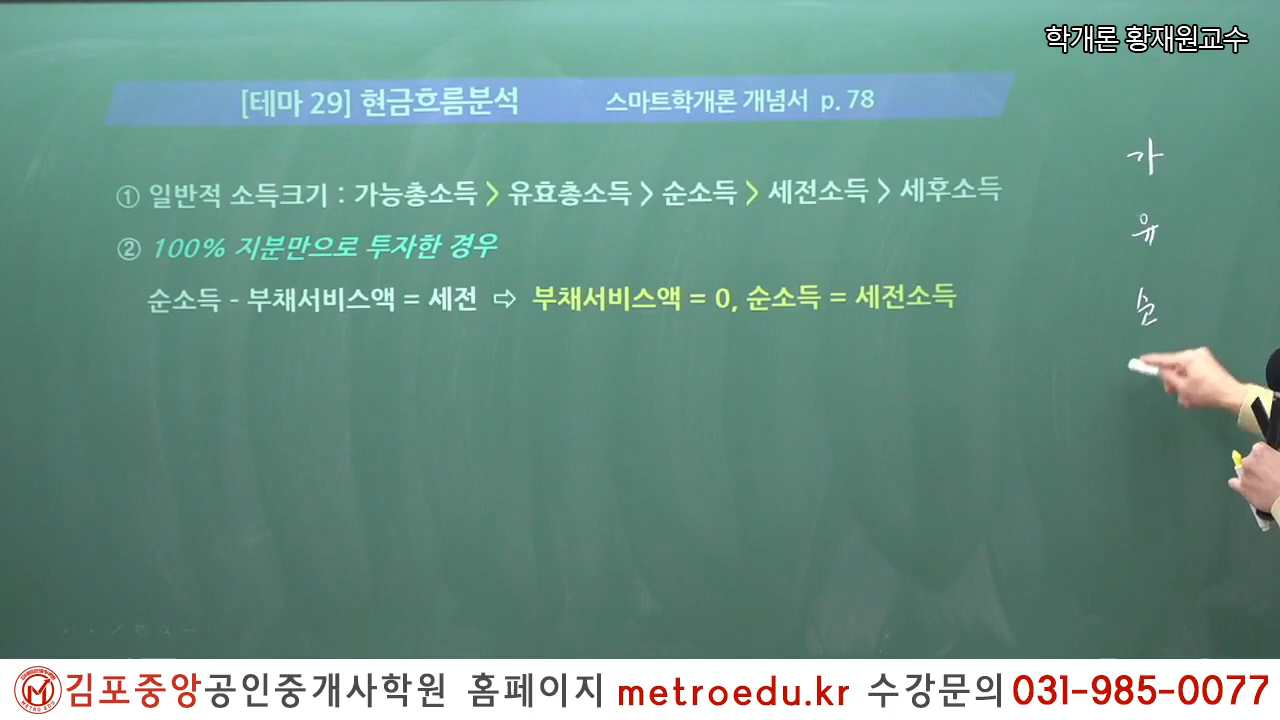 학개론 황재원교수
[테마 29] 현금흐름분석 스마트학개론 개념서 p. 78
① 일반적 소득크기 : 가능총소득 > 유효총소득 > 순소득 > 세전소득 > 세후소득
② 100% 지분만으로 투자한 경우
순소득 - 부채서비스액 = 세전 ⇨ 부채서비스액 = 0, 순소득 = 세전소득
가
유
순
METRO EDU
김포중앙공인중개사학원 홈페이지 metroedu.kr 수강문의 031-985-0077